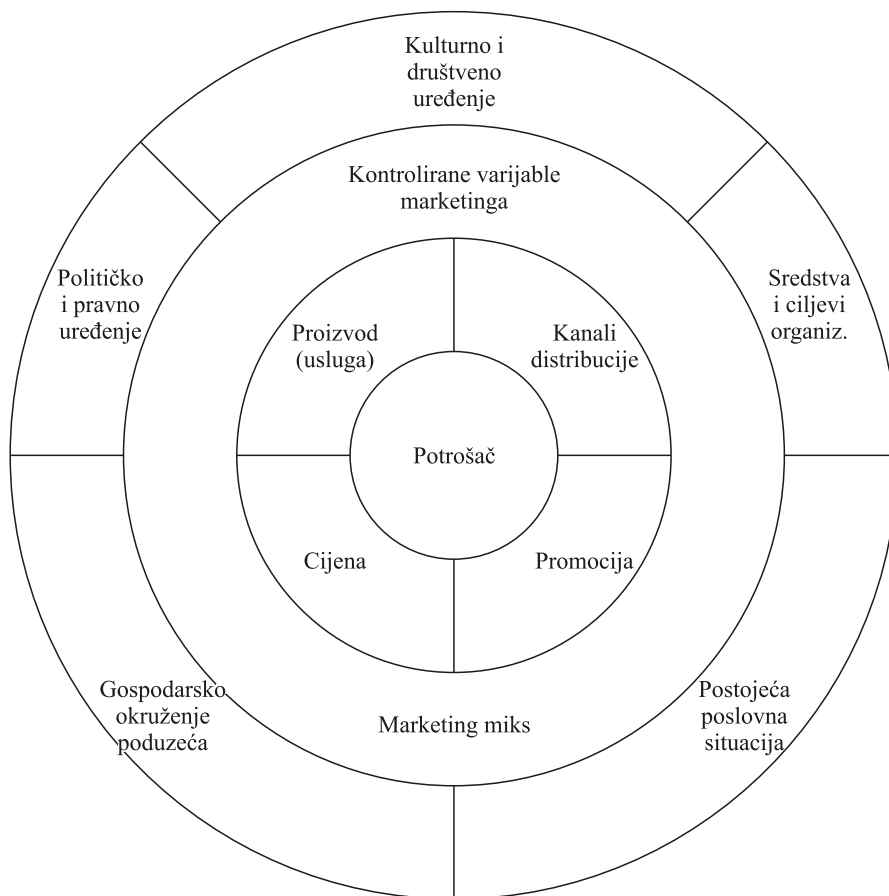 Kulturno i
društveno
uređenje
Kontrolirane varijable
marketinga
Političko
i pravno
uređenje
Sredstva
i ciljevi
organiz.
Proizvod
(usluga)
Kanali
distribucije
Potrošač
Cijena
Promocija
Gospodarsko
okruženje
poduzeća
Marketing miks
Postojeća
poslovna
situacija